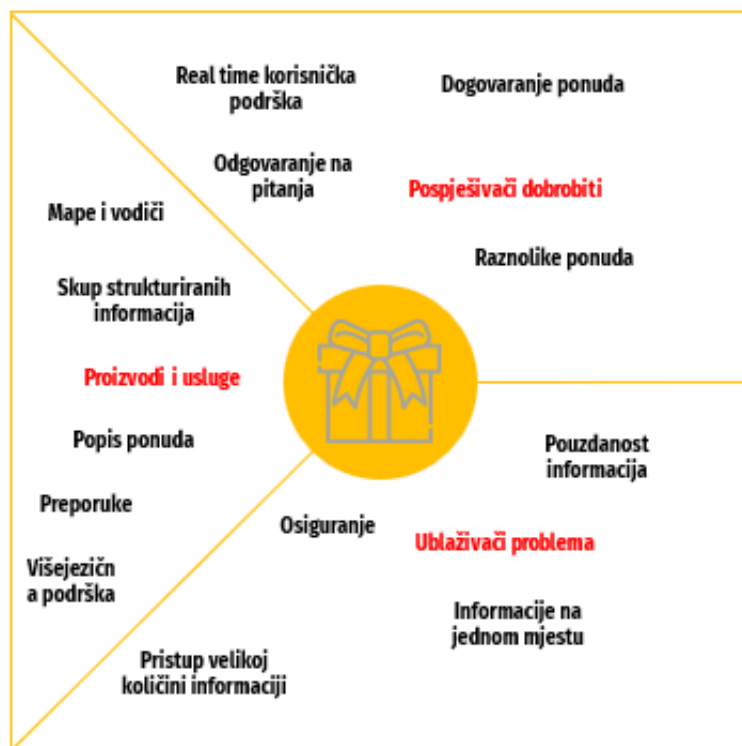 Real time korisnička
podrška
Dogovaranje ponuda
Odgovaranje na
pitanja
Pospješivači dobrobiti
Mape i vodiči
Raznolike ponuda
Skup strukturiranih
informacija
Proizvodi i usluge
Popis ponuda
Pouzdanost
informacija
Preporuke
Osiguranje
Ublaživači problema
Višejezičn
a podrška
Informacije na
jednom mjestu
Pristup velikoj
količini informaciji